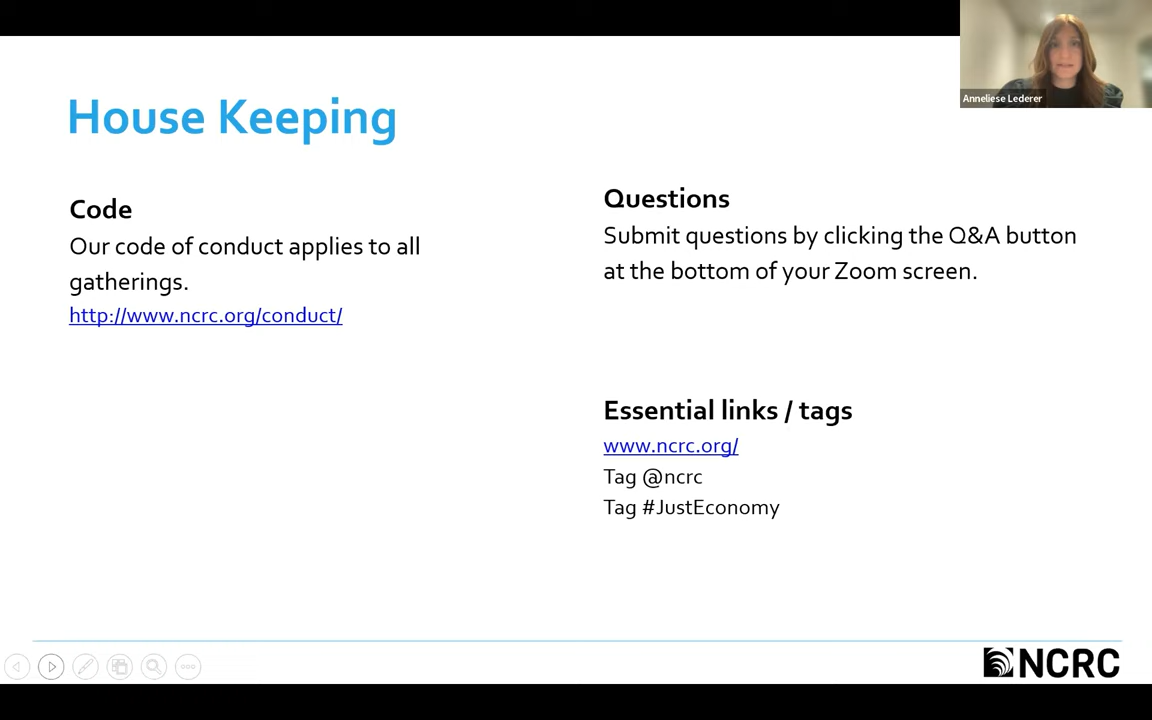 Anneliese Lederer
House Keeping
Code
Our code of conduct applies to all
gatherings.
http://www.ncrc.org/conduct/
Questions
Submit questions by clicking the Q&A button
at the bottom of your Zoom screen.
Essential links / tags
www.ncrc.org/
Tag @ncrc
Tag #JustEconomy
NCRC